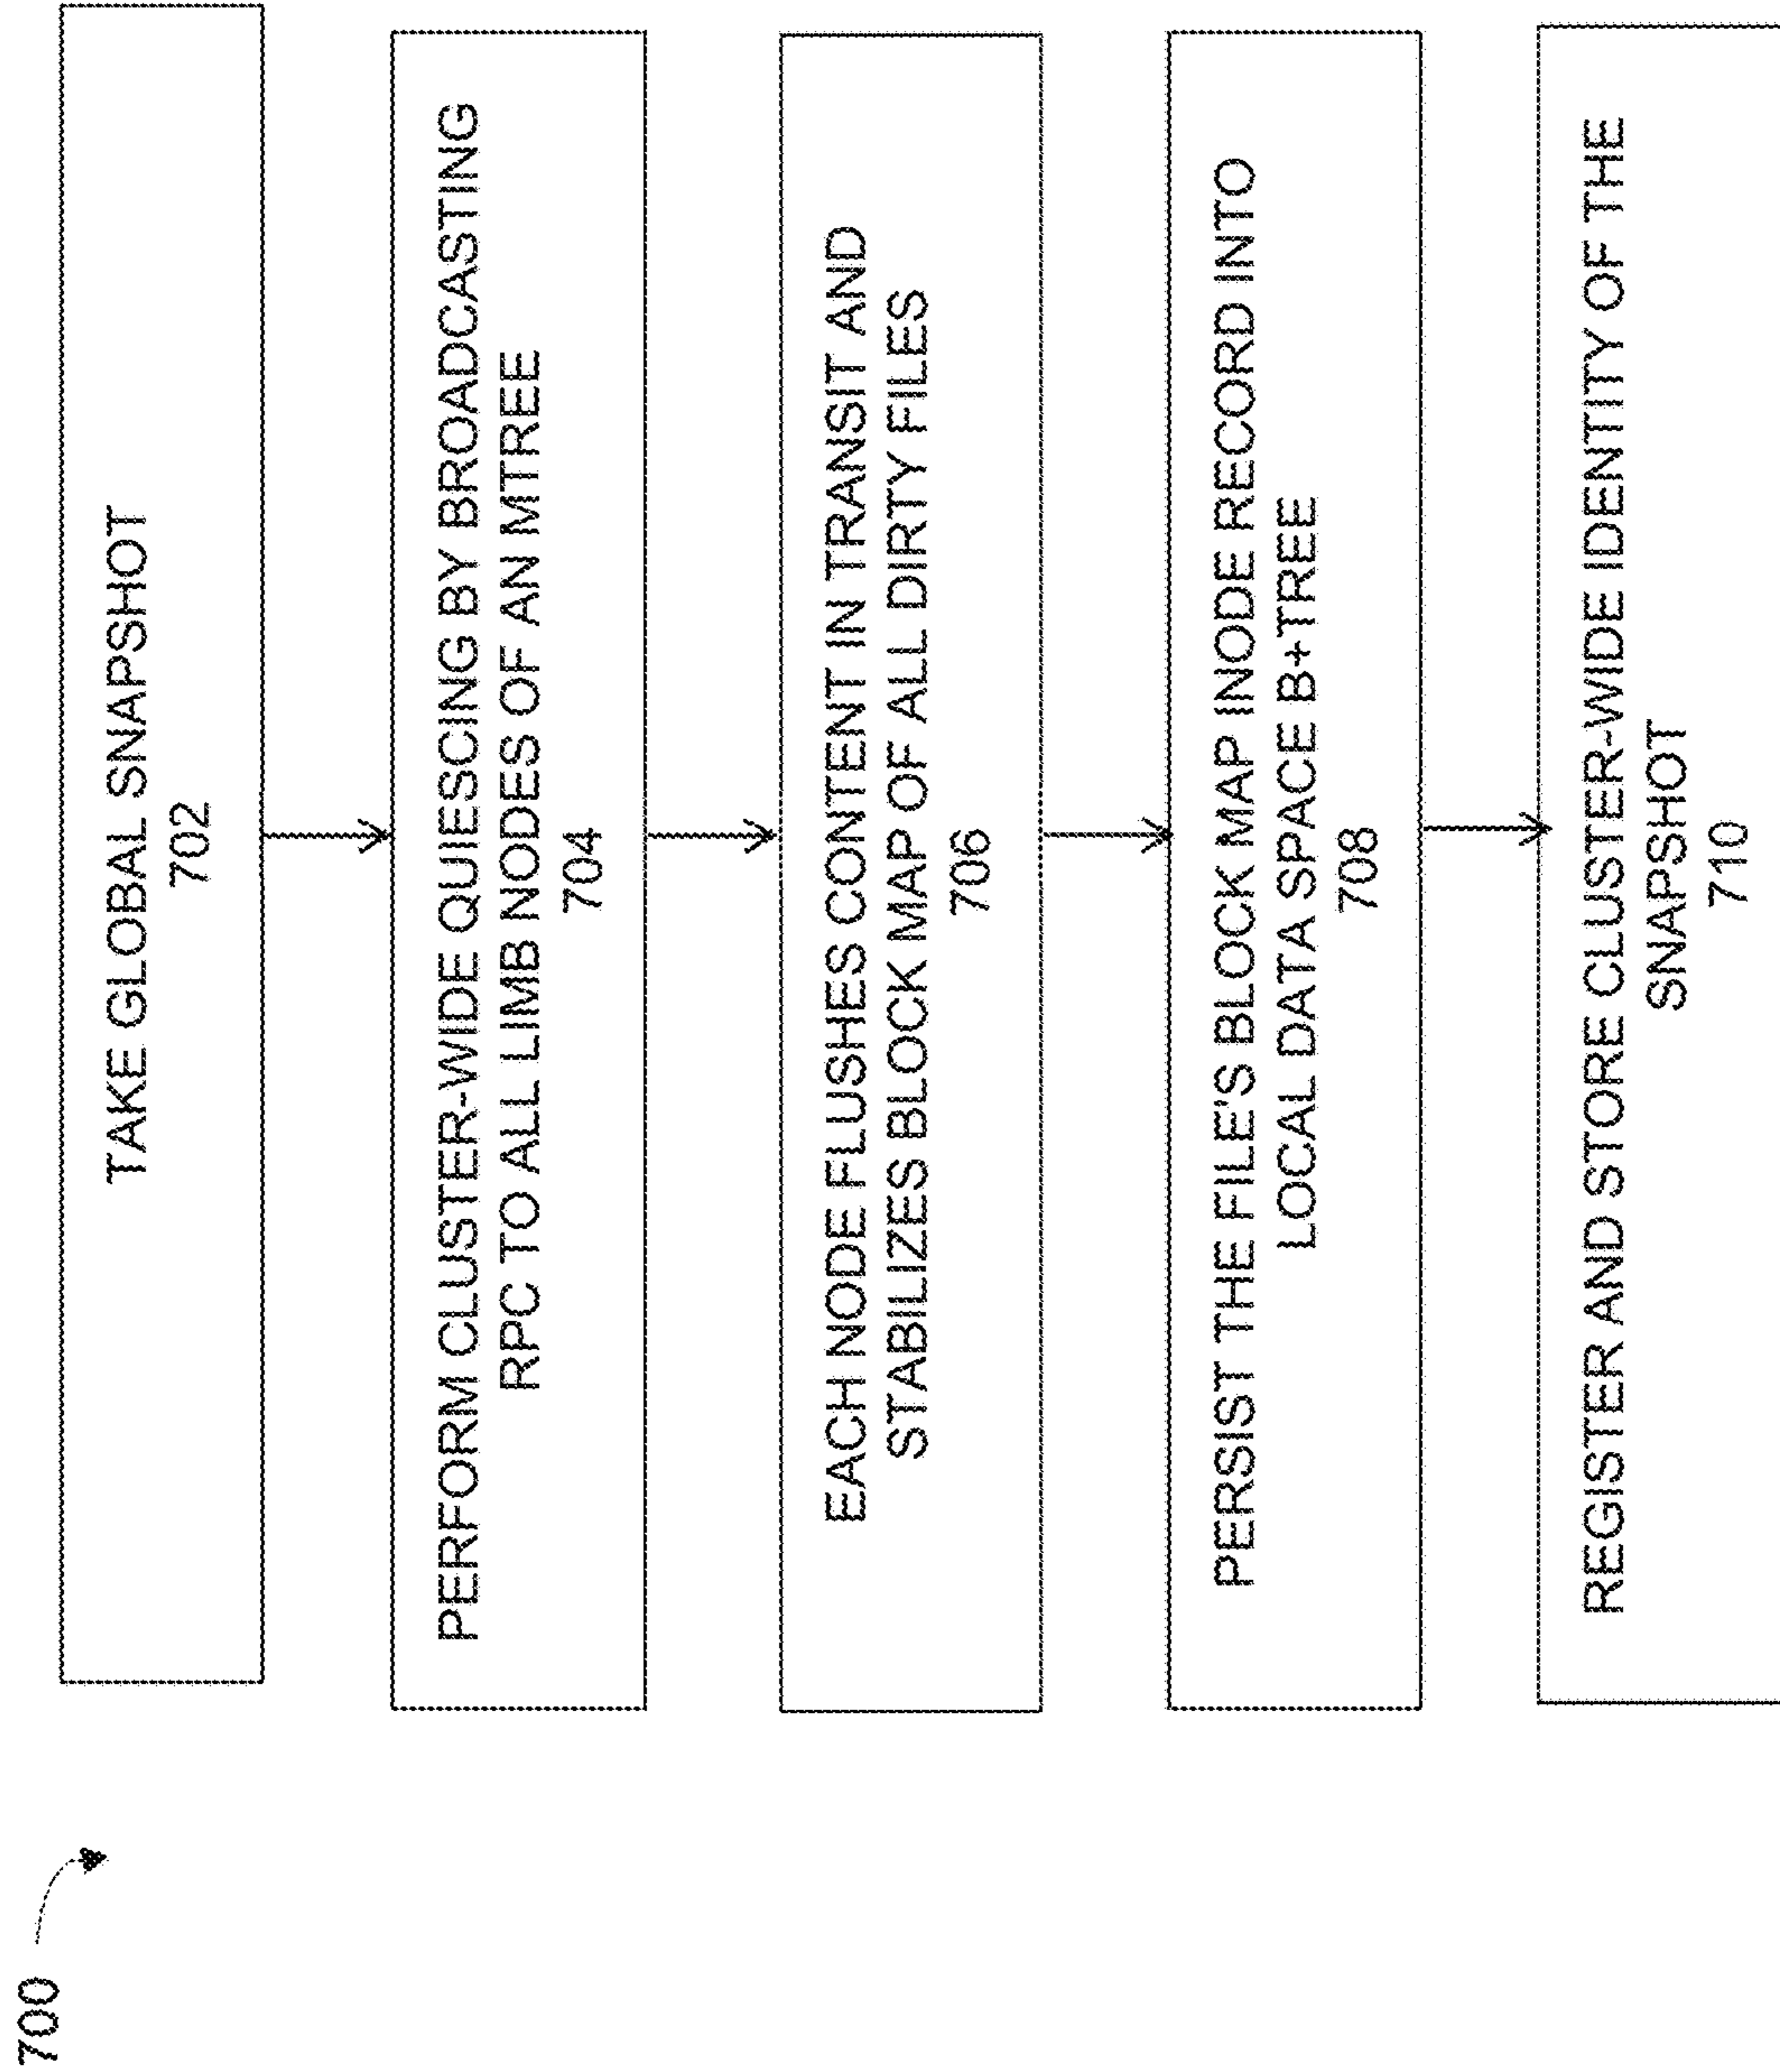 700
TAKE GLOBAL SNAPSHOT
702
PERFORM CLUSTER-WIDE QUIESCING BY BROADCASTING
RPC TO ALL LIMB NODES OF AN MTREE
704
EACH NODE FLUSHES CONTENT IN TRANSIT AND
STABILIZES BLOCK MAP OF ALL DIRTY FILES
706
PERSIST THE FILE'S BLOCK MAP INODE RECORD INTO
LOCAL DATA SPACE B+TREE
708
REGISTER AND STORE CLUSTER-WIDE IDENTITY OF THE
SNAPSHOT
710